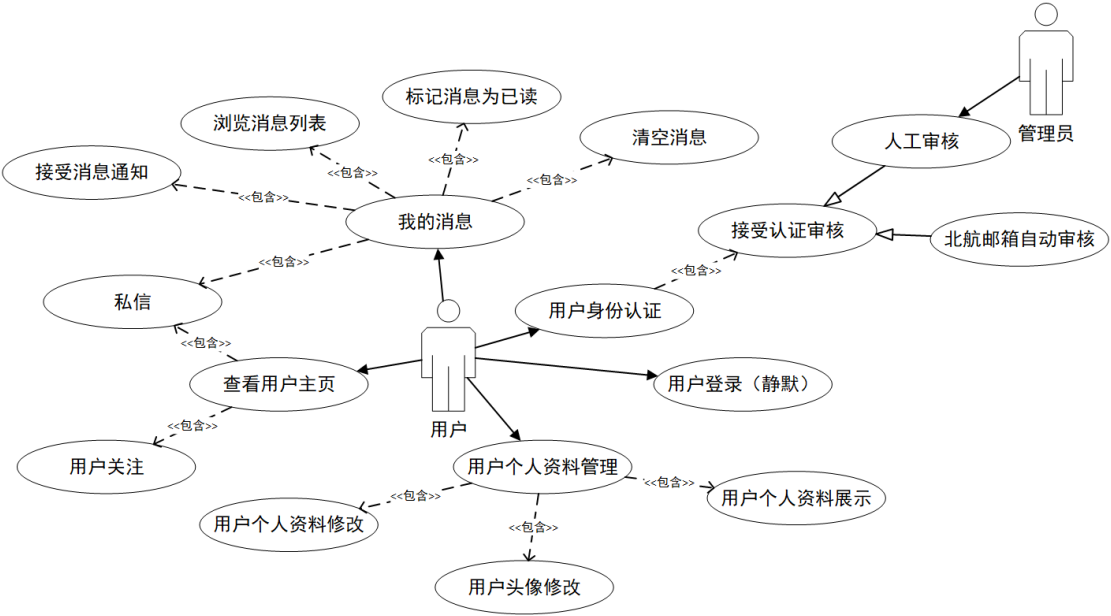 标记消息为已读
浏览消息列表
清空消息
管理员
人工审核
接受消息通知
<<包含>>
<<包含>>
<<包含>>
<<包含>>
我的消息
接受认证审核
北航邮箱自动审核
<<包含>>
<<包含>>
私信
用户身份认证
<<包含>>
查看用户主页
用户登录（静默）
<<包含>>
用户
用户关注
用户个人资料管理
<<包含>>
<<包含>>
用户个人资料展示
用户个人资料修改
<<包含>>
用户头像修改